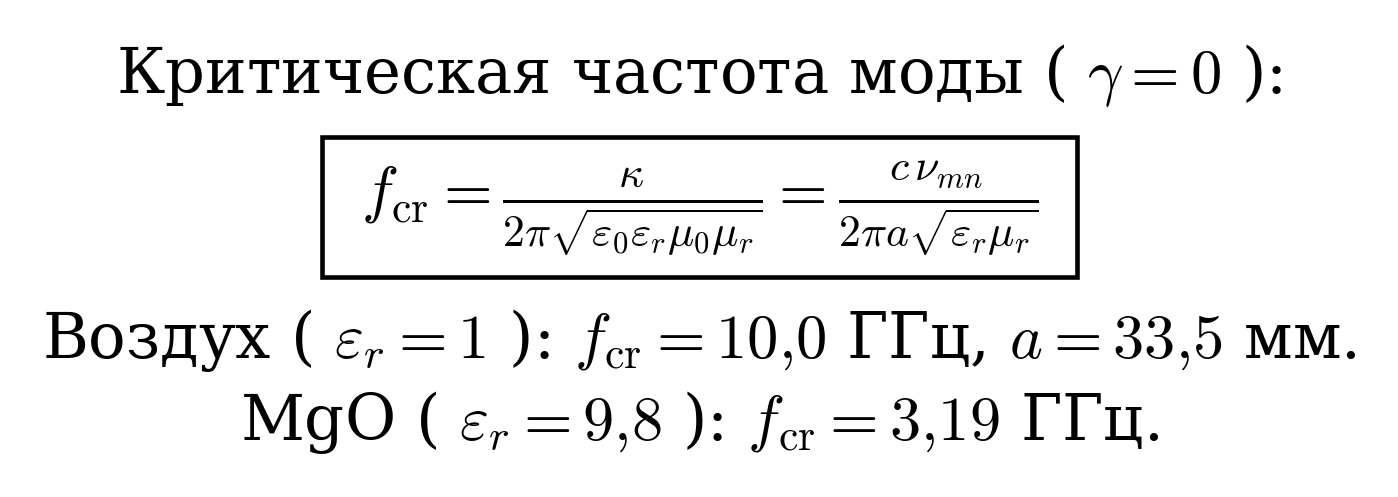 Критическая частота моды ( γ = 0 ):
f_cr = κ / (2π√(ε₀ε_rμ₀μ_r)) = c ν_mn / (2πa√(ε_rμ_r))
Воздух ( ε_r = 1 ): f_cr = 10,0 ГГц, a = 33,5 мм.
MgO ( ε_r = 9,8 ): f_cr = 3,19 ГГц.